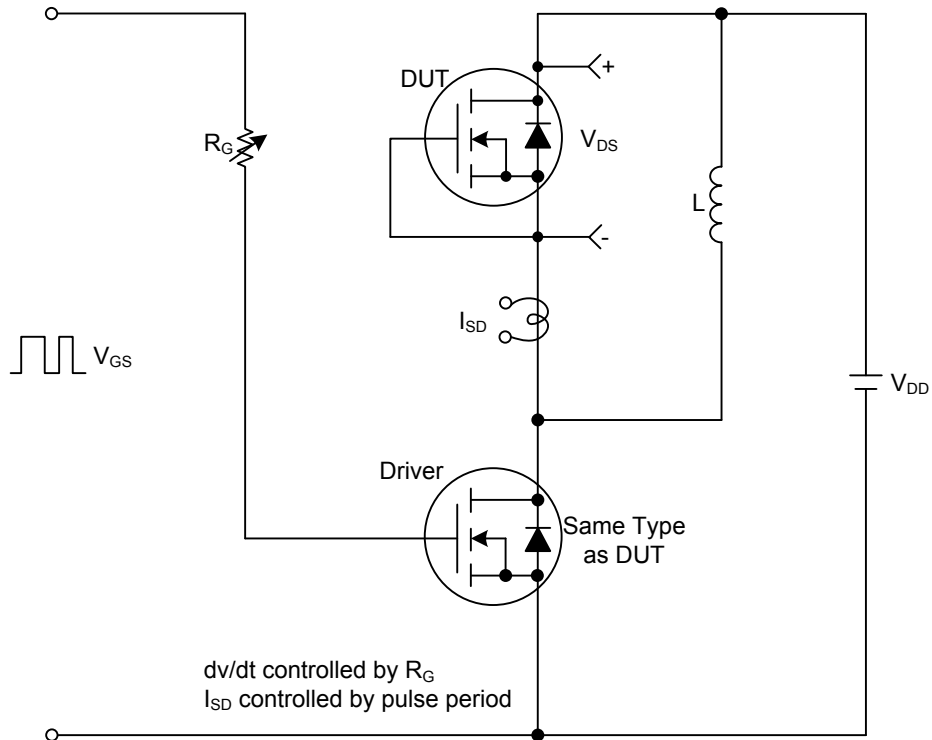 DUT
+
R_G
V_DS
L
-
I_SD
V_GS
V_DD
Driver
Same Type
as DUT
dv/dt controlled by R_G
I_SD controlled by pulse period